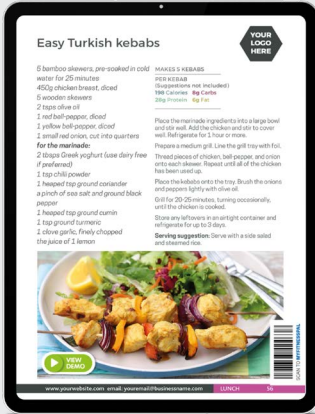 Easy Turkish kebabs
YOUR
LOGO
HERE
5 bamboo skewers, pre-soaked in cold
water for 25 minutes
450g chicken breast, diced
5 wooden skewers
2 tsps olive oil
1 red bell-pepper, diced
1 yellow bell-pepper, diced
1 small red onion, cut into quarters
for the marinade:
2 tbsps Greek yoghurt (use dairy free
if preferred)
1 tsp chilli powder
1 heaped tsp ground coriander
a pinch of sea salt and ground black
pepper
1 heaped tsp ground cumin
1 tsp ground turmeric
1 clove garlic, finely chopped
the juice of 1 lemon
MAKES 5 KEBABS
PER KEBAB
(Suggestions not included)
196 Calories 8g Carbs
26g Protein 6g Fat
Place the marinade ingredients into a large bowl
and stir well. Add the chicken and stir to cover
well. Refrigerate for 1 hour or more.
Prepare a medium grill. Line the grill tray with foil.
Thread pieces of chicken, bell-pepper, and onion
onto each skewer. Repeat until all of the chicken
has been used up.
Place the kebabs onto the tray. Brush the onions
and peppers lightly with olive oil.
Grill for 20-25 minutes, turning occasionally,
until the chicken is cooked.
Store any leftovers in an airtight container and
refrigerate for up to 3 days.
Serving suggestion: Serve with a side salad
and steamed rice.
VIEW
DEMO
SCAN TO MYFITNESSPAL
www.yourwebsite.com email: youremail@businessname.com LUNCH 56